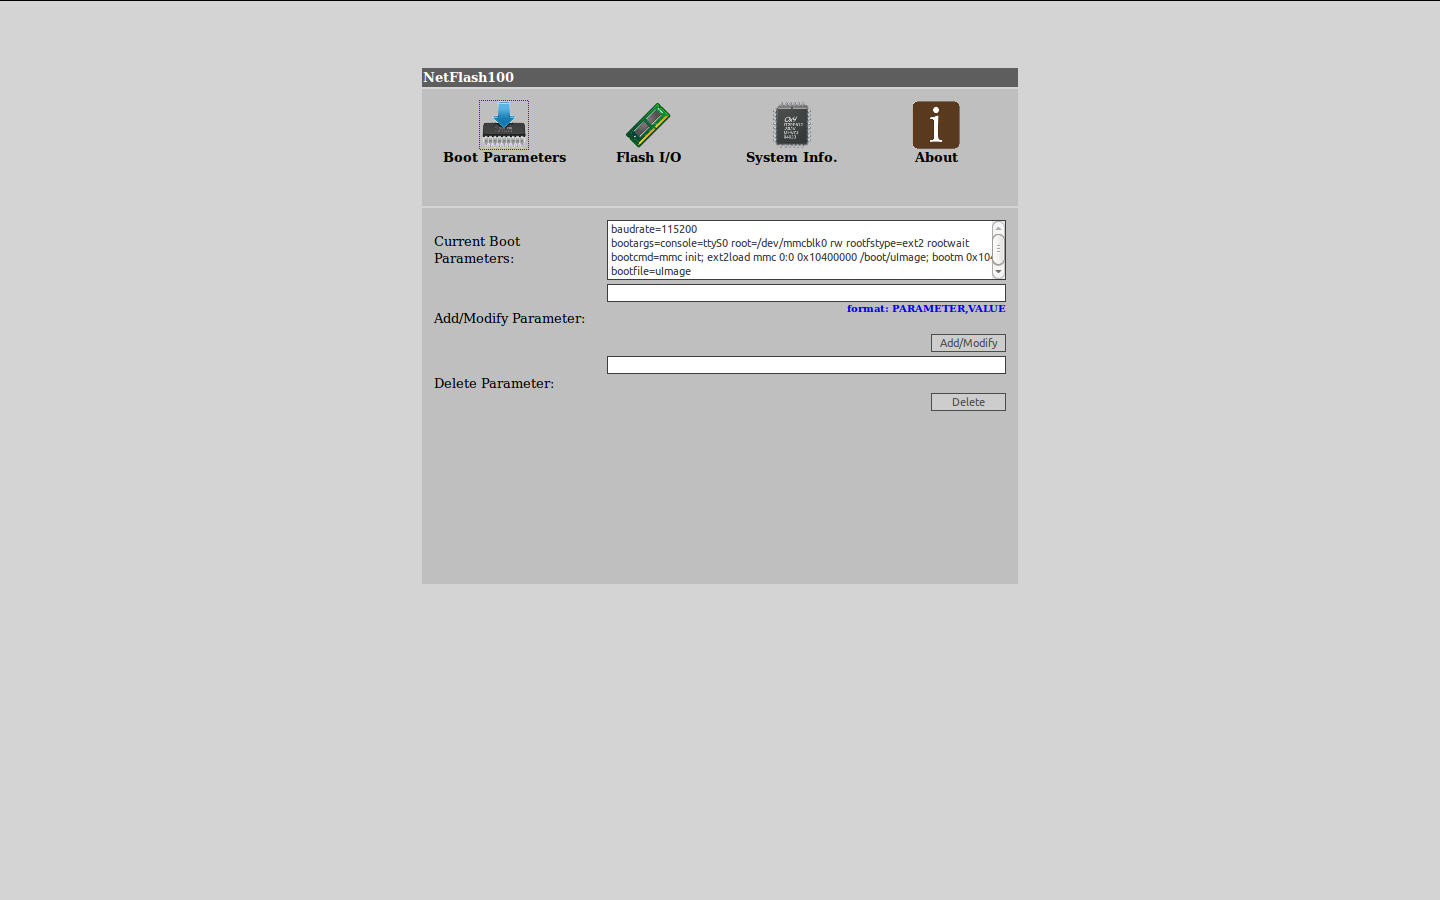 NetFlash100
Boot Parameters
Flash I/O
System Info.
About
Current Boot
Parameters:
baudrate=115200
bootargs=console=ttyS0 root=/dev/mmcblk0 rw rootfstype=ext2 rootwait
bootcmd=mmc init; ext2load mmc 0:0 0x10400000 /boot/uImage; bootm 0x104
bootfile=uImage
format: PARAMETER,VALUE
Add/Modify Parameter:
Add/Modify
Delete Parameter:
Delete